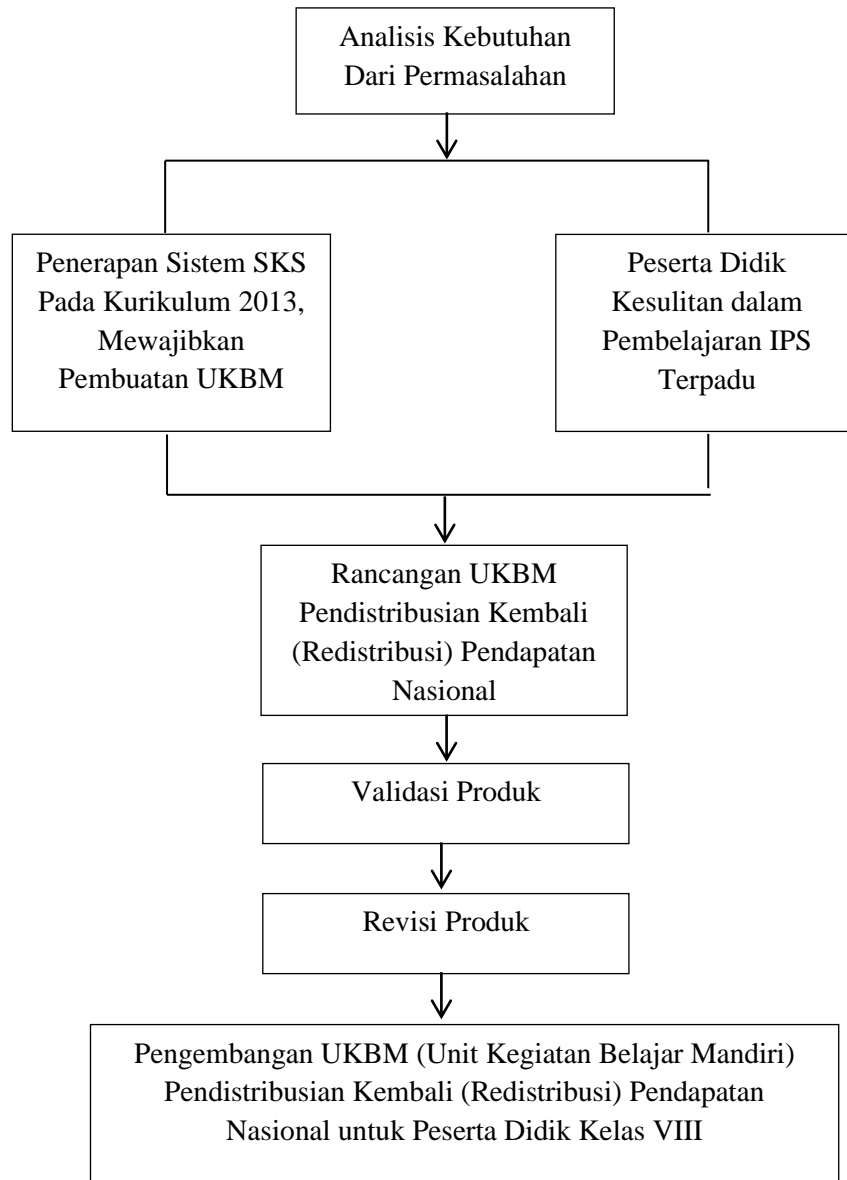 Analisis Kebutuhan
Dari Permasalahan
Penerapan Sistem SKS
Pada Kurikulum 2013,
Mewajibkan
Pembuatan UKBM
Peserta Didik
Kesulitan dalam
Pembelajaran IPS
Terpadu
Rancangan UKBM
Pendistribusian Kembali
(Redistribusi) Pendapatan
Nasional
Validasi Produk
Revisi Produk
Pengembangan UKBM (Unit Kegiatan Belajar Mandiri)
Pendistribusian Kembali (Redistribusi) Pendapatan
Nasional untuk Peserta Didik Kelas VIII